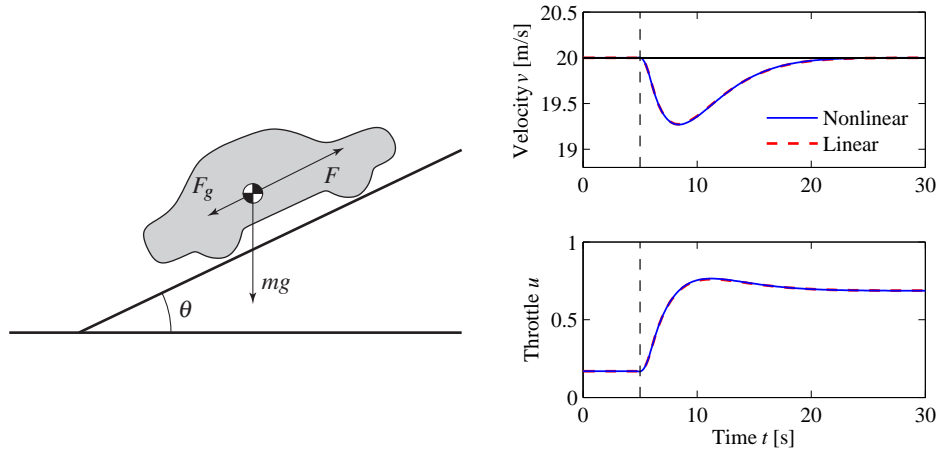 F_g
F
mg
θ
20.5
20
19.5
19
Velocity v [m/s]
Nonlinear
Linear
0
10
20
30
1
0.5
0
Throttle u
0
10
20
30
Time t [s]